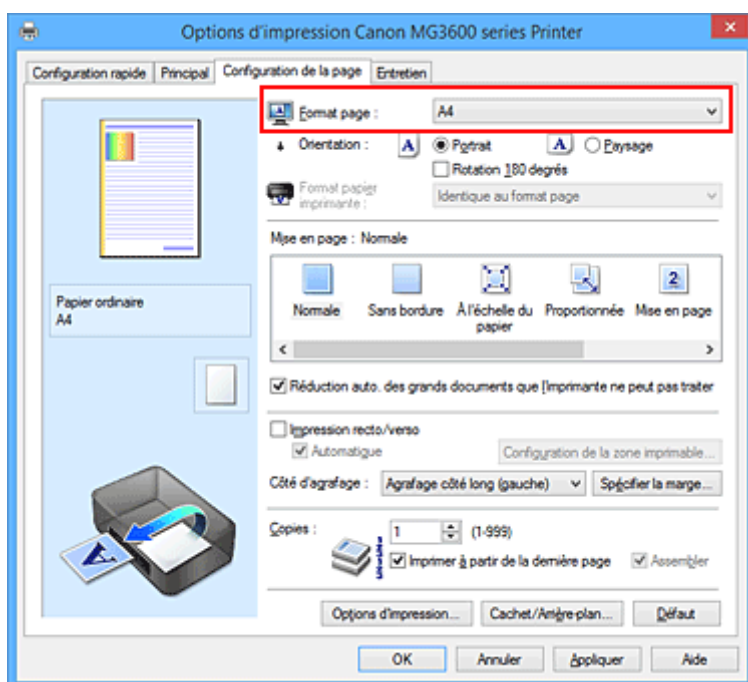 Options d'impression Canon MG3600 series Printer
Configuration rapide Principal Configuration de la page Entretien
Format page : A4
Orientation : A Portrait A Paysage
Rotation 180 degrés
Format papier imprimante : Identique au format page
Mise en page : Normale
Papier ordinaire
A4
2
Normale Sans bordure À l'échelle du papier Proportionnée Mise en page
Réduction auto. des grands documents que l'imprimante ne peut pas traiter
Impression recto/verso
Automatique Configuration de la zone imprimable...
Côté d'agrafage : Agrafage côté long (gauche) Spécifier la marge...
Copies : 1 (1-999)
Imprimer à partir de la dernière page Assembler
Options d'impression... Cachet/Arrière-plan... Défaut
OK Annuler Appliquer Aide